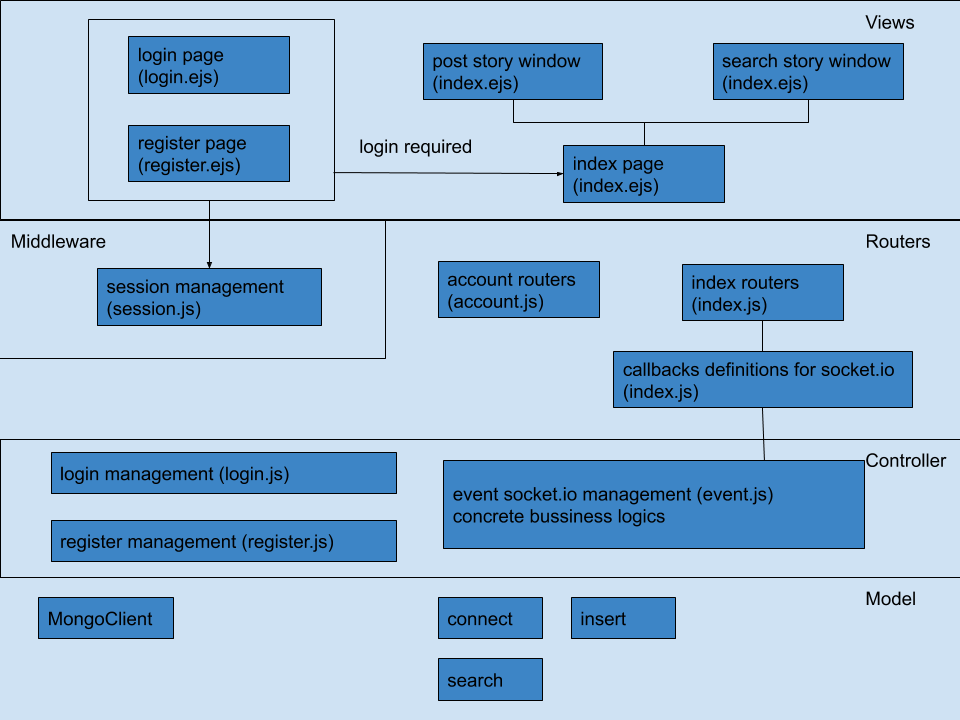 Views
login page
(login.ejs)
post story window
(index.ejs)
search story window
(index.ejs)
register page
(register.ejs)
login required
index page
(index.ejs)
Middleware
Routers
session management
(session.js)
account routers
(account.js)
index routers
(index.js)
callbacks definitions for socket.io
(index.js)
Controller
login management (login.js)
event socket.io management (event.js)
concrete bussiness logics
register management (register.js)
Model
MongoClient
connect
insert
search